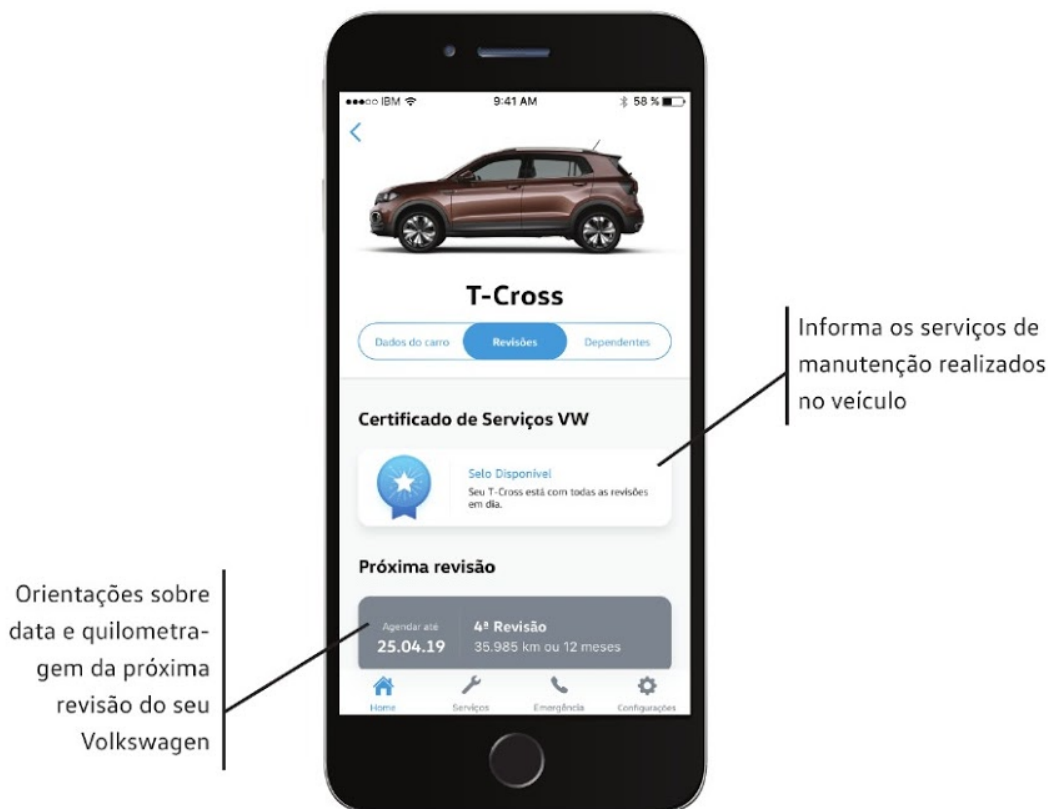 IBM 9:41 AM 58 %
T-Cross
Dados do carro Revisões Dependentes
Informa os serviços de
manutenção realizados
no veículo
Certificado de Serviços VW
Selo Disponível
Seu T-Cross está com todas as revisões
em dia.
Próxima revisão
Orientações sobre
data e quilometra-
gem da próxima
revisão do seu
Volkswagen
Agendar até
25.04.19
4ª Revisão
35.985 km ou 12 meses
Home Serviços Emergência Configurações